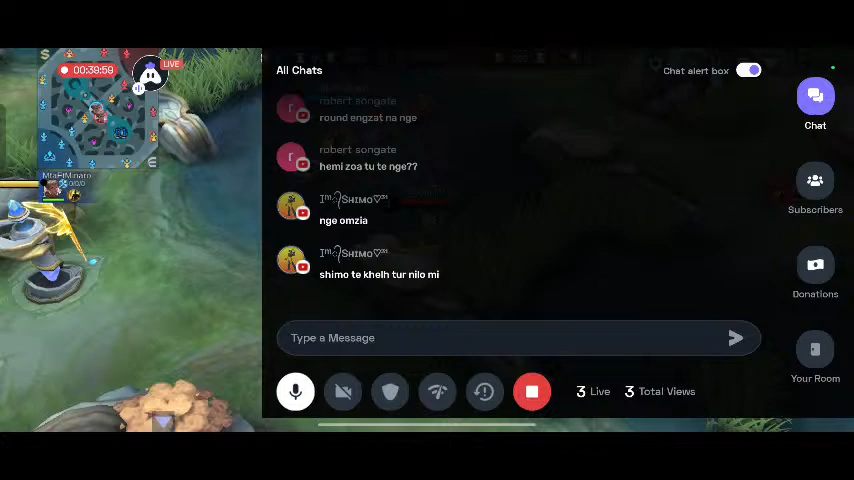 00:39:59
LIVE
MtaEtMinaro
All Chats
Chat alert box
robert songate
round engzat na nge
robert songate
hemi zoa tu te nge??
nge omzia
shimo te khelh tur nilo mi
Type a Message
3 Live 3 Total Views
Chat
Subscribers
Donations
Your Room